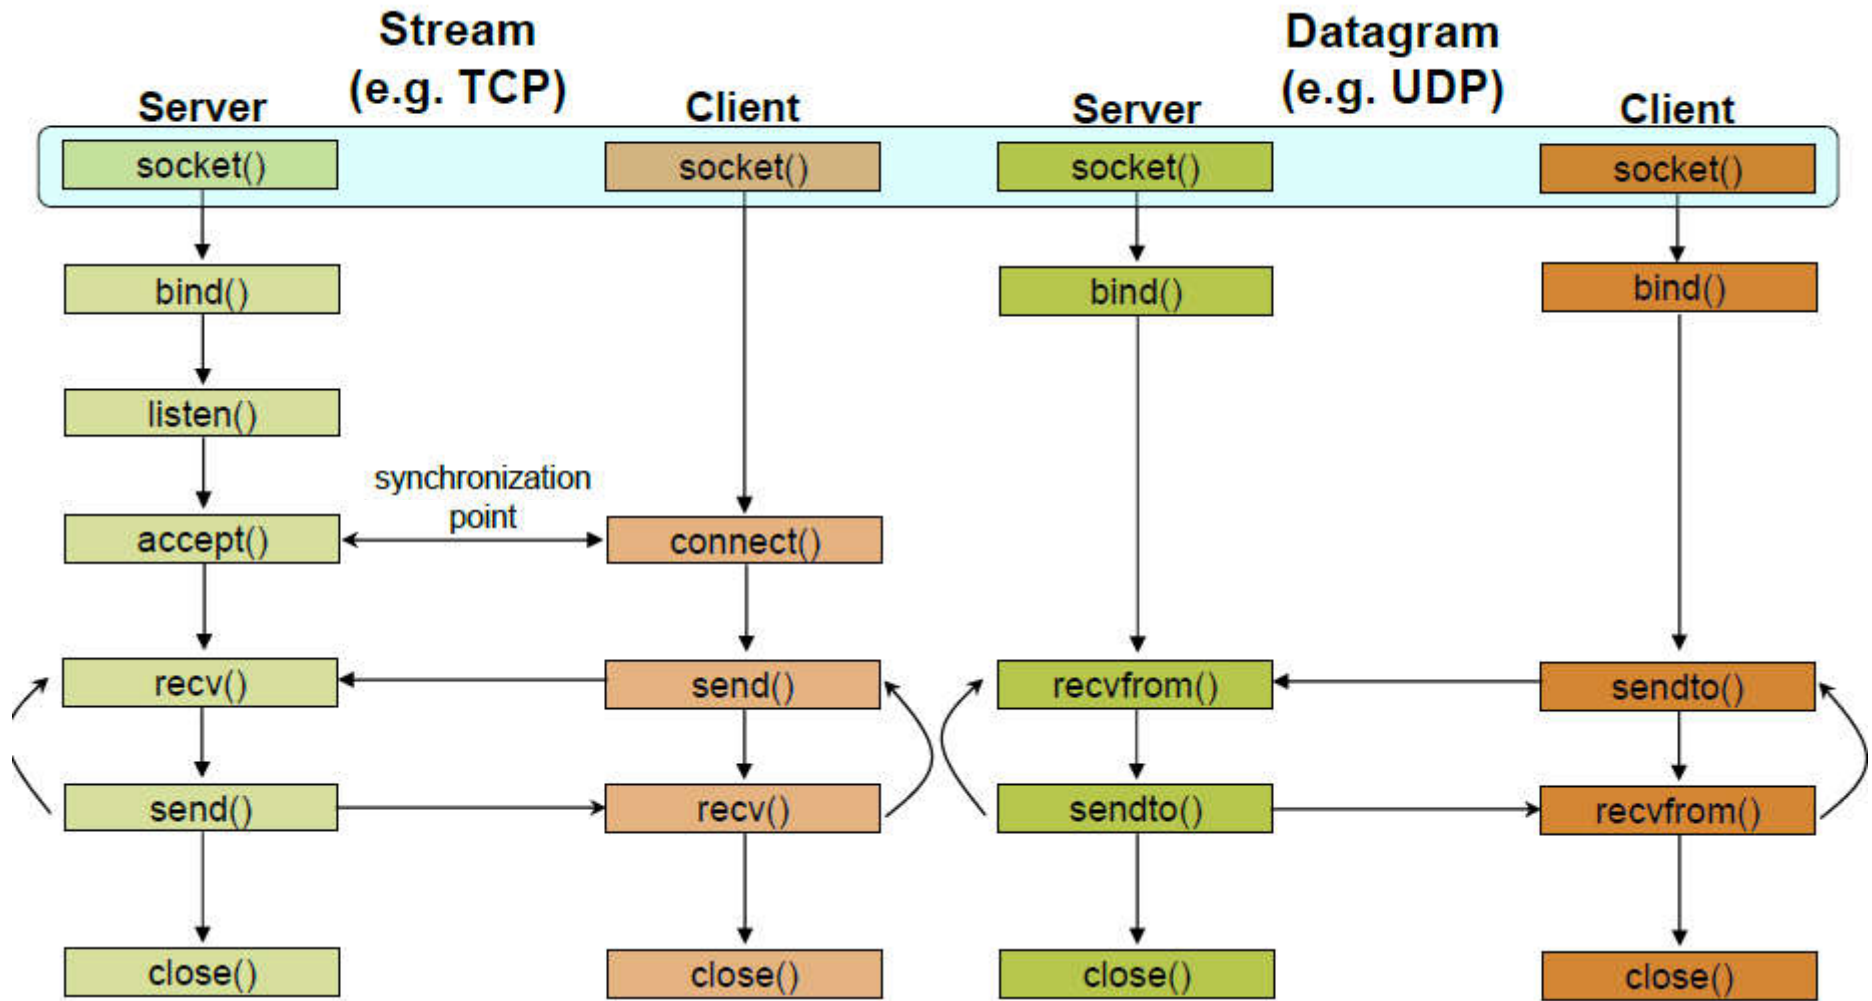 Stream
(e.g. TCP)
Datagram
(e.g. UDP)
Server
Client
Server
Client
socket()
socket()
socket()
socket()
bind()
bind()
bind()
listen()
synchronization
point
accept()
connect()
recv()
send()
recvfrom()
sendto()
send()
recv()
sendto()
recvfrom()
close()
close()
close()
close()